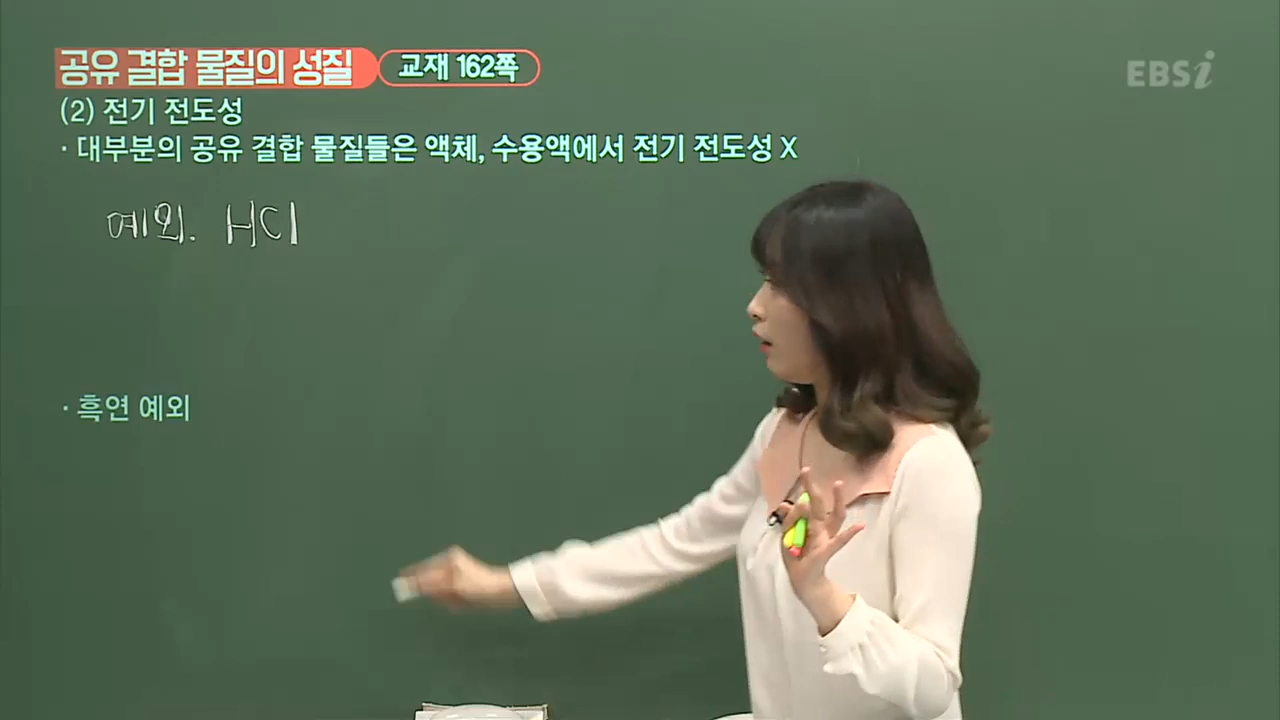 공유 결합 물질의 성질 교재 162쪽
EBSi
(2) 전기 전도성
· 대부분의 공유 결합 물질들은 액체, 수용액에서 전기 전도성 X
예외. HCl
· 흑연 예외